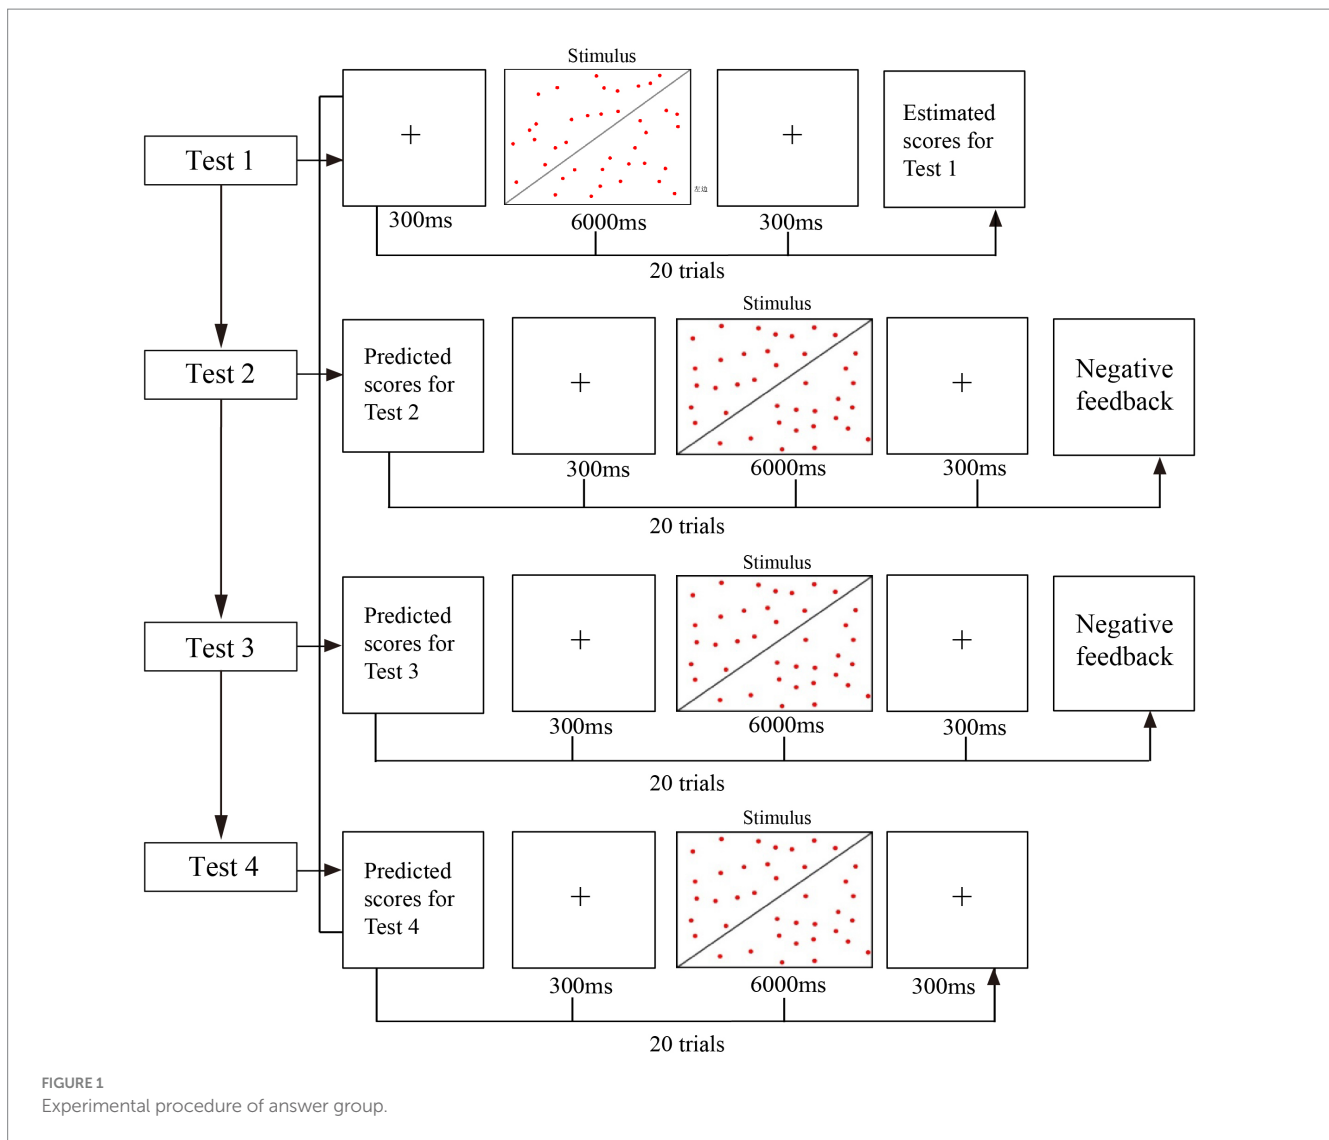 Stimulus
Test 1
+
左边
+
Estimated
scores for
Test 1
300ms
6000ms
300ms
20 trials
Stimulus
Test 2
Predicted
scores for
Test 2
+
+
Negative
feedback
300ms
6000ms
300ms
20 trials
Stimulus
Test 3
Predicted
scores for
Test 3
+
+
Negative
feedback
300ms
6000ms
300ms
20 trials
Stimulus
Test 4
Predicted
scores for
Test 4
+
+
300ms
6000ms
300ms
20 trials
FIGURE 1
Experimental procedure of answer group.